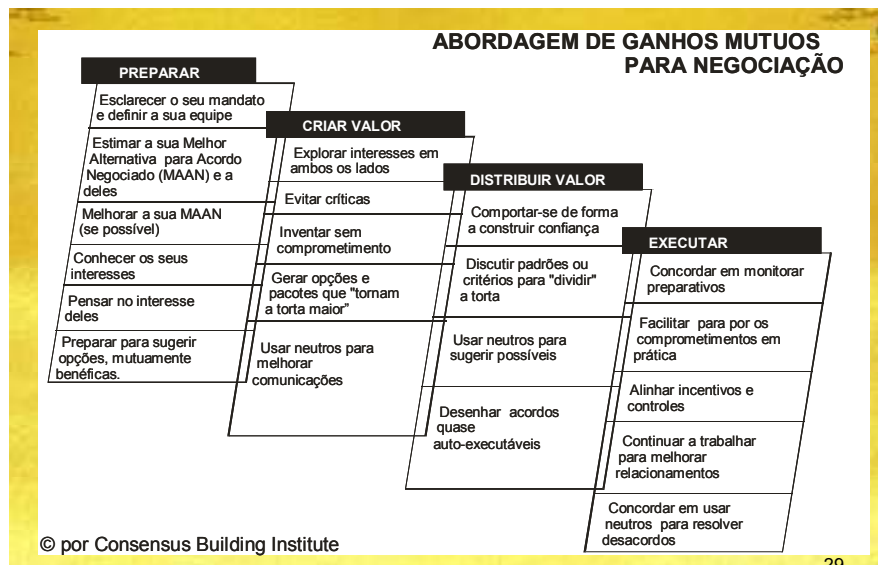 ABORDAGEM DE GANHOS MUTUOS
PARA NEGOCIAÇÃO
PREPARAR
Esclarecer o seu mandato
e definir a sua equipe
Estimar a sua Melhor
Alternativa para Acordo
Negociado (MAAN) e a
deles
Melhorar a sua MAAN
(se possível)
Conhecer os seus
interesses
Pensar no interesse
deles
Preparar para sugerir
opções, mutuamente
benéficas.
CRIAR VALOR
Explorar interesses em
ambos os lados
Evitar críticas
Inventar sem
comprometimento
Gerar opções e
pacotes que "tornam
a torta maior”
Usar neutros para
melhorar
comunicações
DISTRIBUIR VALOR
Comportar-se de forma
a construir confiança
Discutir padrões ou
critérios para "dividir"
a torta
Usar neutros para
sugerir possíveis
Desenhar acordos
quase
auto-executáveis
EXECUTAR
Concordar em monitorar
preparativos
Facilitar para por os
comprometimentos em
prática
Alinhar incentivos e
controles
Continuar a trabalhar
para melhorar
relacionamentos
Concordar em usar
neutros para resolver
desacordos
© por Consensus Building Institute
29